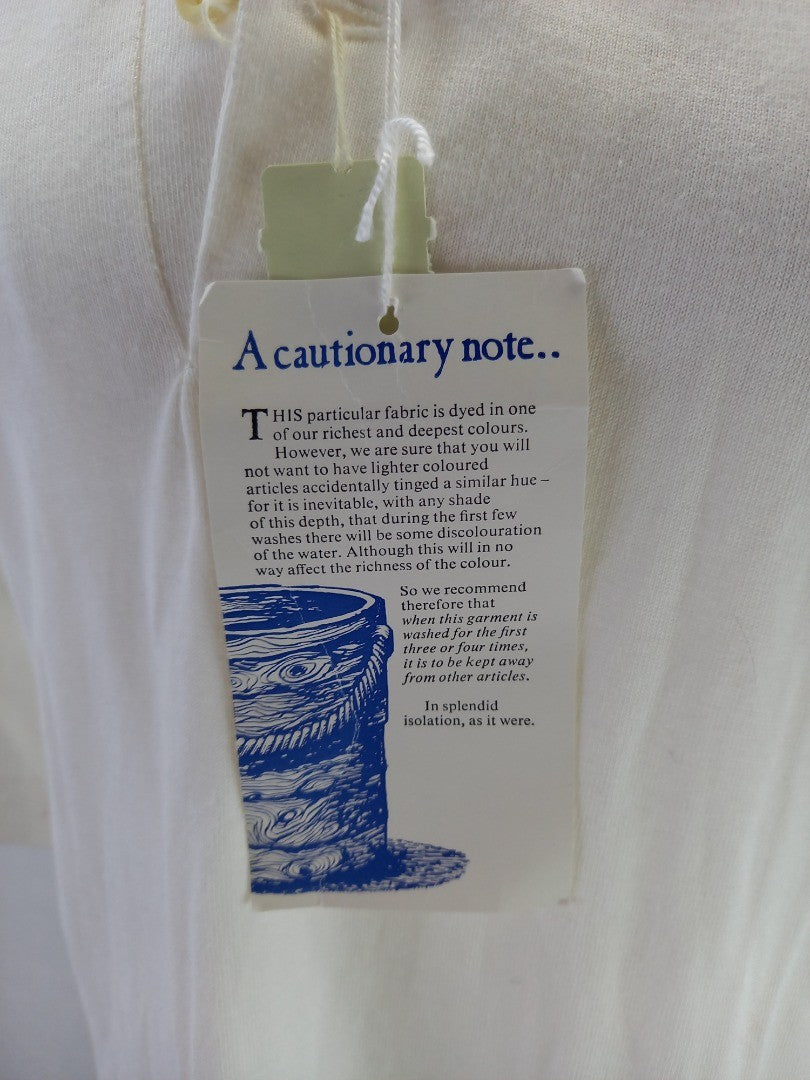 A cautionary note..
THIS particular fabric is dyed in one
of our richest and deepest colours.
However, we are sure that you will
not want to have lighter coloured
articles accidentally tinged a similar hue –
for it is inevitable, with any shade
of this depth, that during the first few
washes there will be some discolouration
of the water. Although this will in no
way affect the richness of the colour.
So we recommend
therefore that
when this garment is
washed for the first
three or four times,
it is to be kept away
from other articles.
In splendid
isolation, as it were.